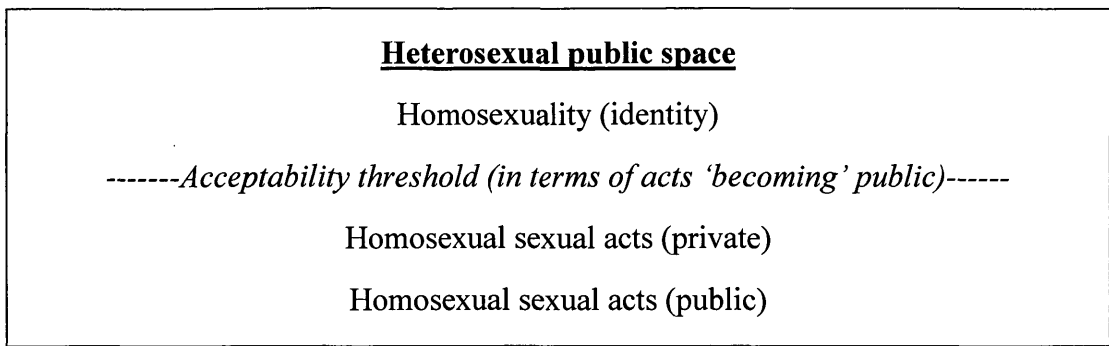 Heterosexual public space
Homosexuality (identity)
-------Acceptability threshold (in terms of acts ‘becoming’ public)------
Homosexual sexual acts (private)
Homosexual sexual acts (public)